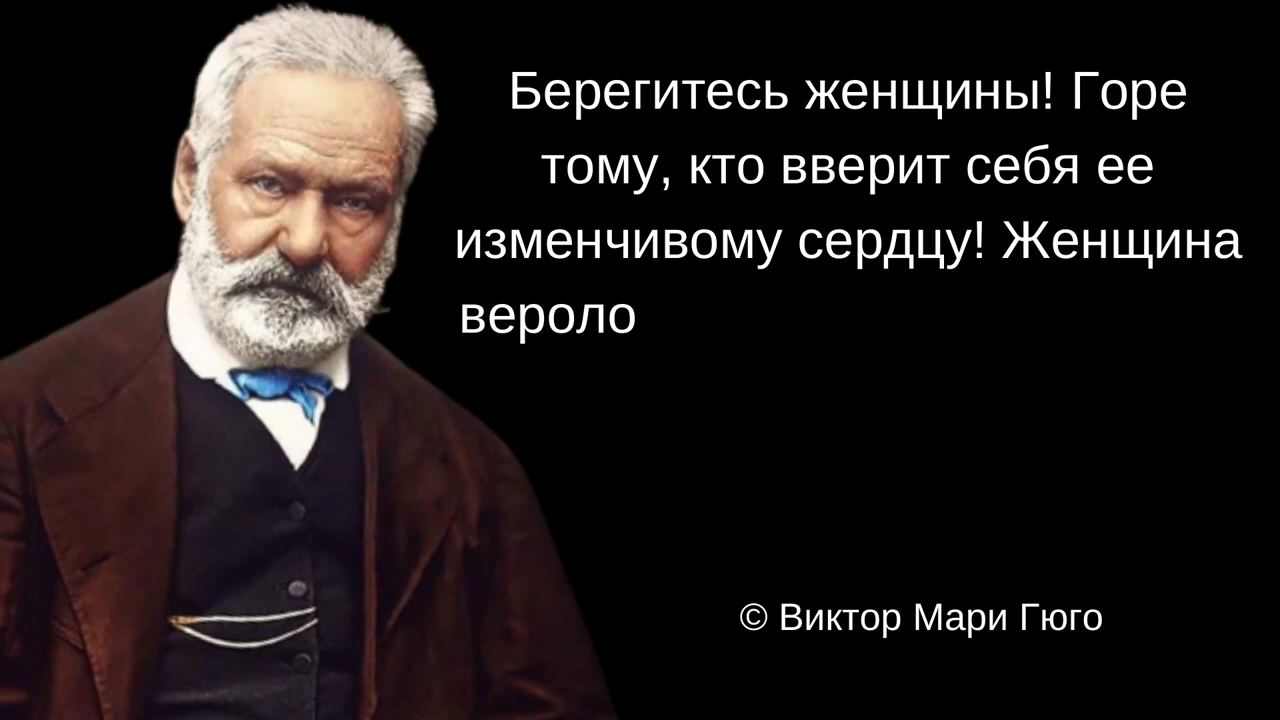 Берегитесь женщины! Горе
тому, кто вверит себя ее
изменчивому сердцу! Женщина
вероло
© Виктор Мари Гюго